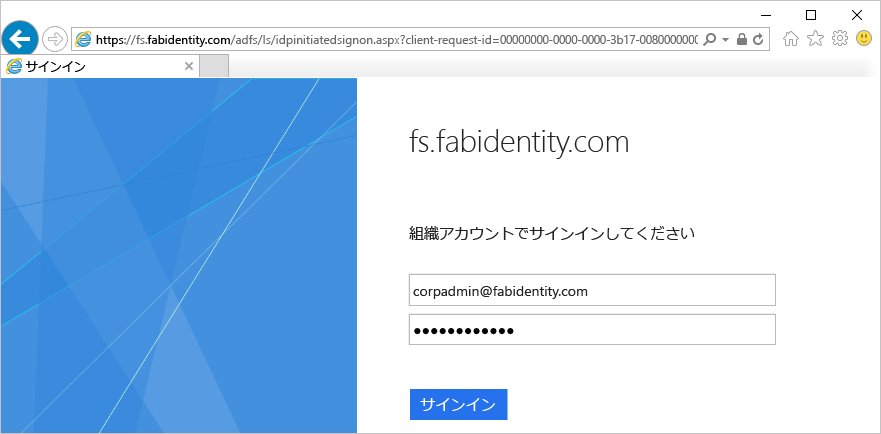 https://fs.fabidentity.com/adfs/ls/idpinitiatedsignon.aspx?client-request-id=00000000-0000-0000-3b17-0080000000
サインイン
fs.fabidentity.com
組織アカウントでサインインしてください
corpadmin@fabidentity.com
●●●●●●●●●●●●
サインイン